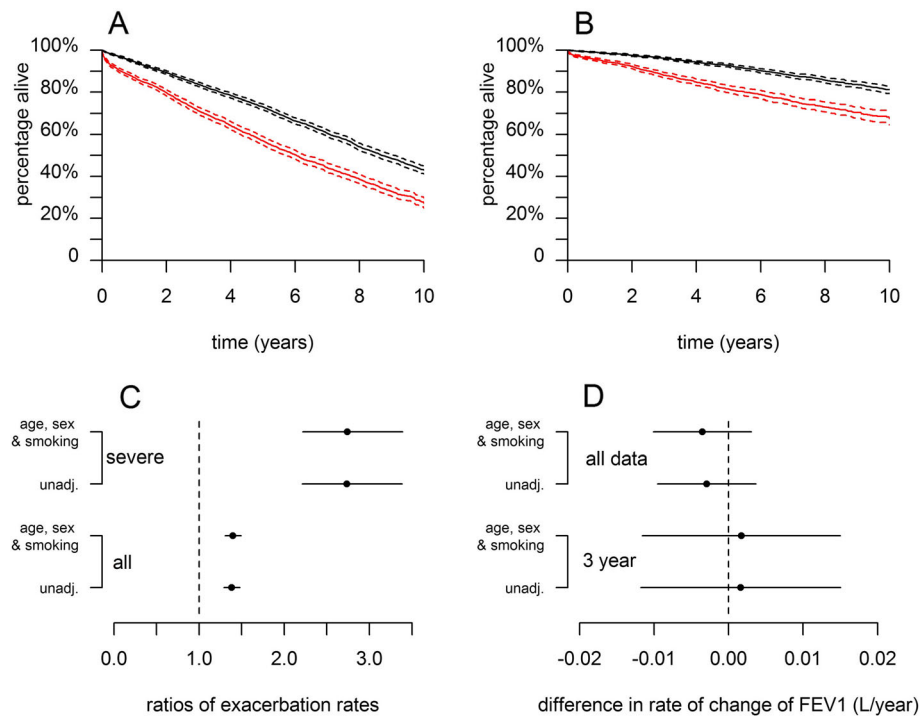 A
100%
80%
60%
40%
20%
0
percentage alive
0 2 4 6 8 10
time (years)
B
100%
80%
60%
40%
20%
0
percentage alive
0 2 4 6 8 10
time (years)
C
age, sex
& smoking
severe
unadj.
age, sex
& smoking
all
unadj.
0.0 1.0 2.0 3.0
ratios of exacerbation rates
D
age, sex
& smoking
all data
unadj.
age, sex
& smoking
3 year
unadj.
-0.02 -0.01 0.00 0.01 0.02
difference in rate of change of FEV1 (L/year)